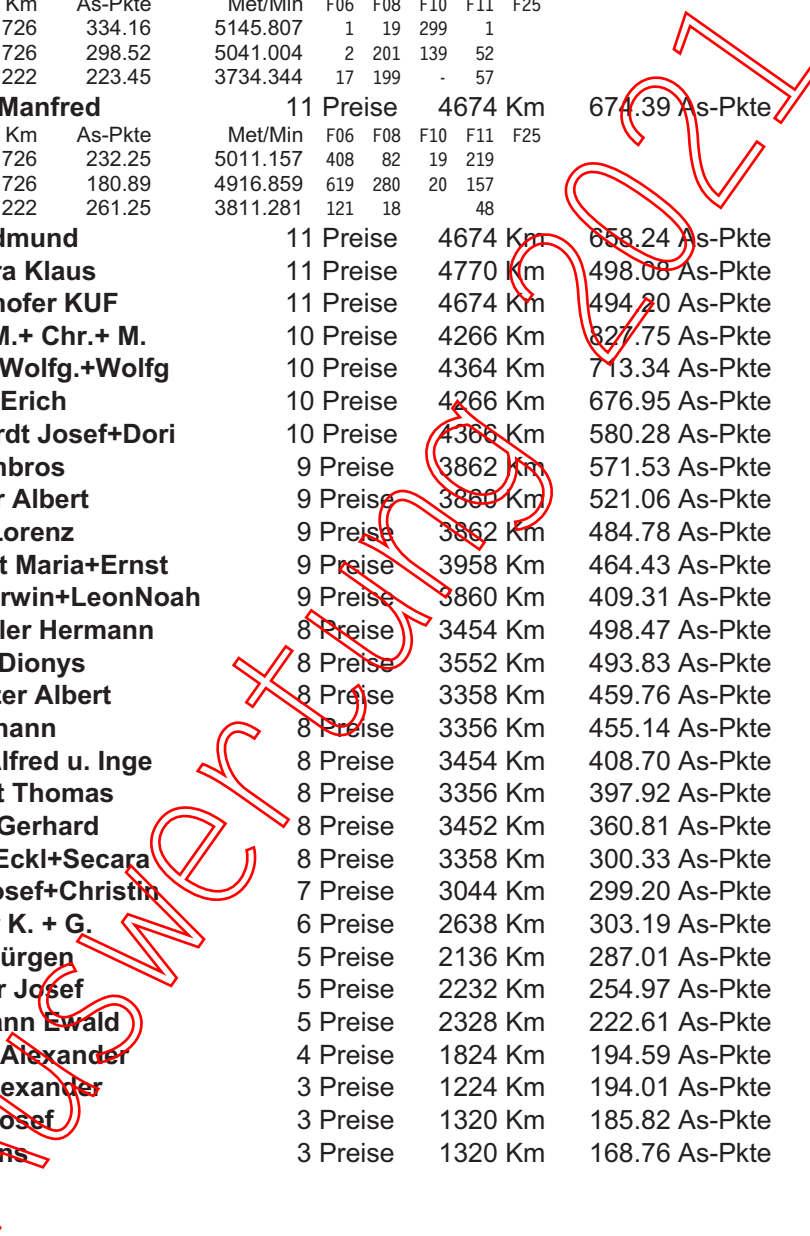 Km As-Pkte Met/Min F06 F08 F10 F11 F25
726 334.16 5145.807 1 19 299 1
726 298.52 5041.004 2 201 139 52
222 223.45 3734.344 17 199 - 57
Manfred 11 Preise 4674 Km 674.39 As-Pkte
Km As-Pkte Met/Min F06 F08 F10 F11 F25
726 232.25 5011.157 408 82 19 219
726 180.89 4916.859 619 280 20 157
222 261.25 3811.281 121 18 48
dmund 11 Preise 4674 Km 658.24 As-Pkte
ra Klaus 11 Preise 4770 Km 498.08 As-Pkte
hofer KUF 11 Preise 4674 Km 494.20 As-Pkte
M.+ Chr.+ M. 10 Preise 4266 Km 827.75 As-Pkte
Wolfg.+Wolfg 10 Preise 4364 Km 713.34 As-Pkte
Erich 10 Preise 4266 Km 676.95 As-Pkte
rdt Josef+Dori 10 Preise 4366 Km 580.28 As-Pkte
mbros 9 Preise 3862 Km 571.53 As-Pkte
r Albert 9 Preise 3860 Km 521.06 As-Pkte
Lorenz 9 Preise 3862 Km 484.78 As-Pkte
t Maria+Ernst 9 Preise 3958 Km 464.43 As-Pkte
rwin+LeonNoah 9 Preise 3860 Km 409.31 As-Pkte
ler Hermann 8 Preise 3454 Km 498.47 As-Pkte
Dionys 8 Preise 3552 Km 493.83 As-Pkte
zer Albert 8 Preise 3358 Km 459.76 As-Pkte
mann 8 Preise 3356 Km 455.14 As-Pkte
lfred u. Inge 8 Preise 3454 Km 408.70 As-Pkte
t Thomas 8 Preise 3356 Km 397.92 As-Pkte
Gerhard 8 Preise 3452 Km 360.81 As-Pkte
Eckl+Secara 8 Preise 3358 Km 300.33 As-Pkte
osef+Christin 7 Preise 3044 Km 299.20 As-Pkte
r K. + G. 6 Preise 2638 Km 303.19 As-Pkte
ürgen 5 Preise 2136 Km 287.01 As-Pkte
r Josef 5 Preise 2232 Km 254.97 As-Pkte
ann Ewald 5 Preise 2328 Km 222.61 As-Pkte
Alexander 4 Preise 1824 Km 194.59 As-Pkte
exander 3 Preise 1224 Km 194.01 As-Pkte
osef 3 Preise 1320 Km 185.82 As-Pkte
ns 3 Preise 1320 Km 168.76 As-Pkte
uswertung 2021